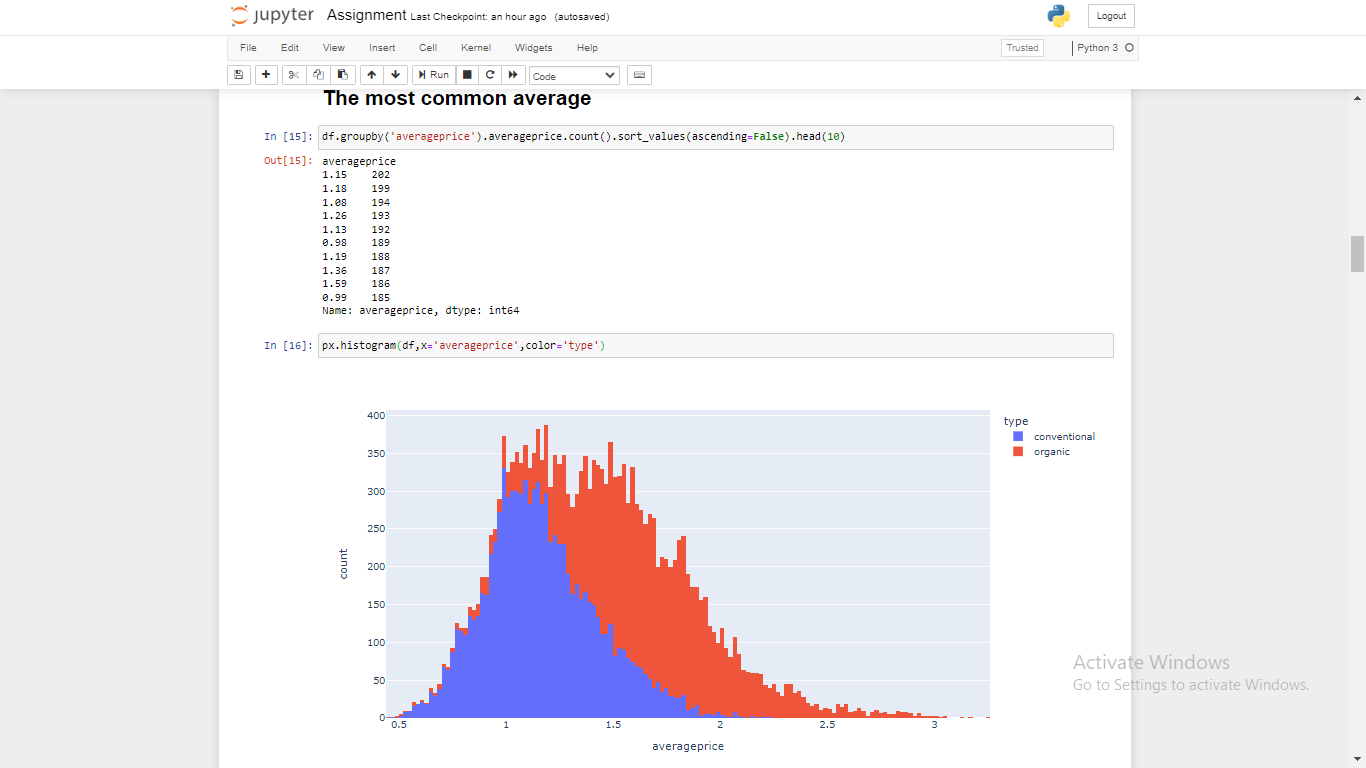 jupyter Assignment Last Checkpoint: an hour ago (autosaved)
Logout
File Edit View Insert Cell Kernel Widgets Help
Trusted
Python 3
Run
Code
The most common average
In [15]: df.groupby('averageprice').averageprice.count().sort_values(ascending=False).head(10)
Out[15]: averageprice
1.15 202
1.18 199
1.08 194
1.26 193
1.13 192
0.98 189
1.19 188
1.36 187
1.59 186
0.99 185
Name: averageprice, dtype: int64
In [16]: px.histogram(df,x='averageprice',color='type')
400
350
300
250
200
150
100
50
0
count
0.5 1 1.5 2 2.5 3
averageprice
type
conventional
organic
Activate Windows
Go to Settings to activate Windows.